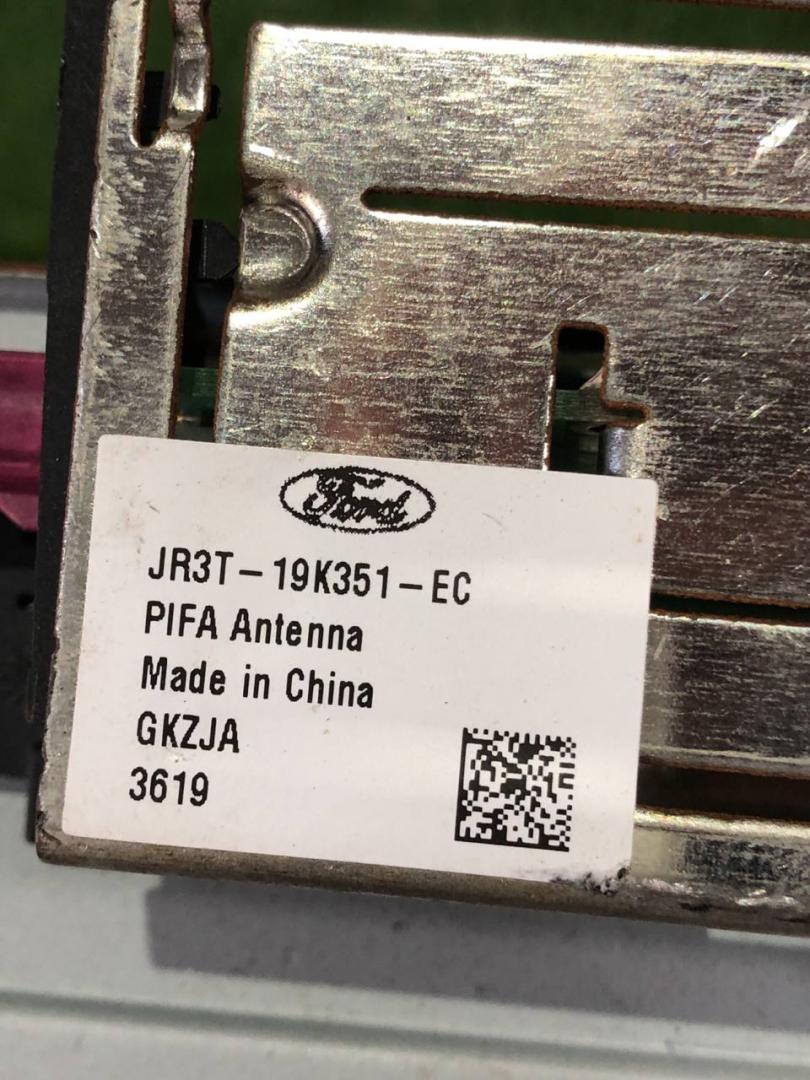 Ford
JR3T-19K351-EC
PIFA Antenna
Made in China
GKZJA
3619